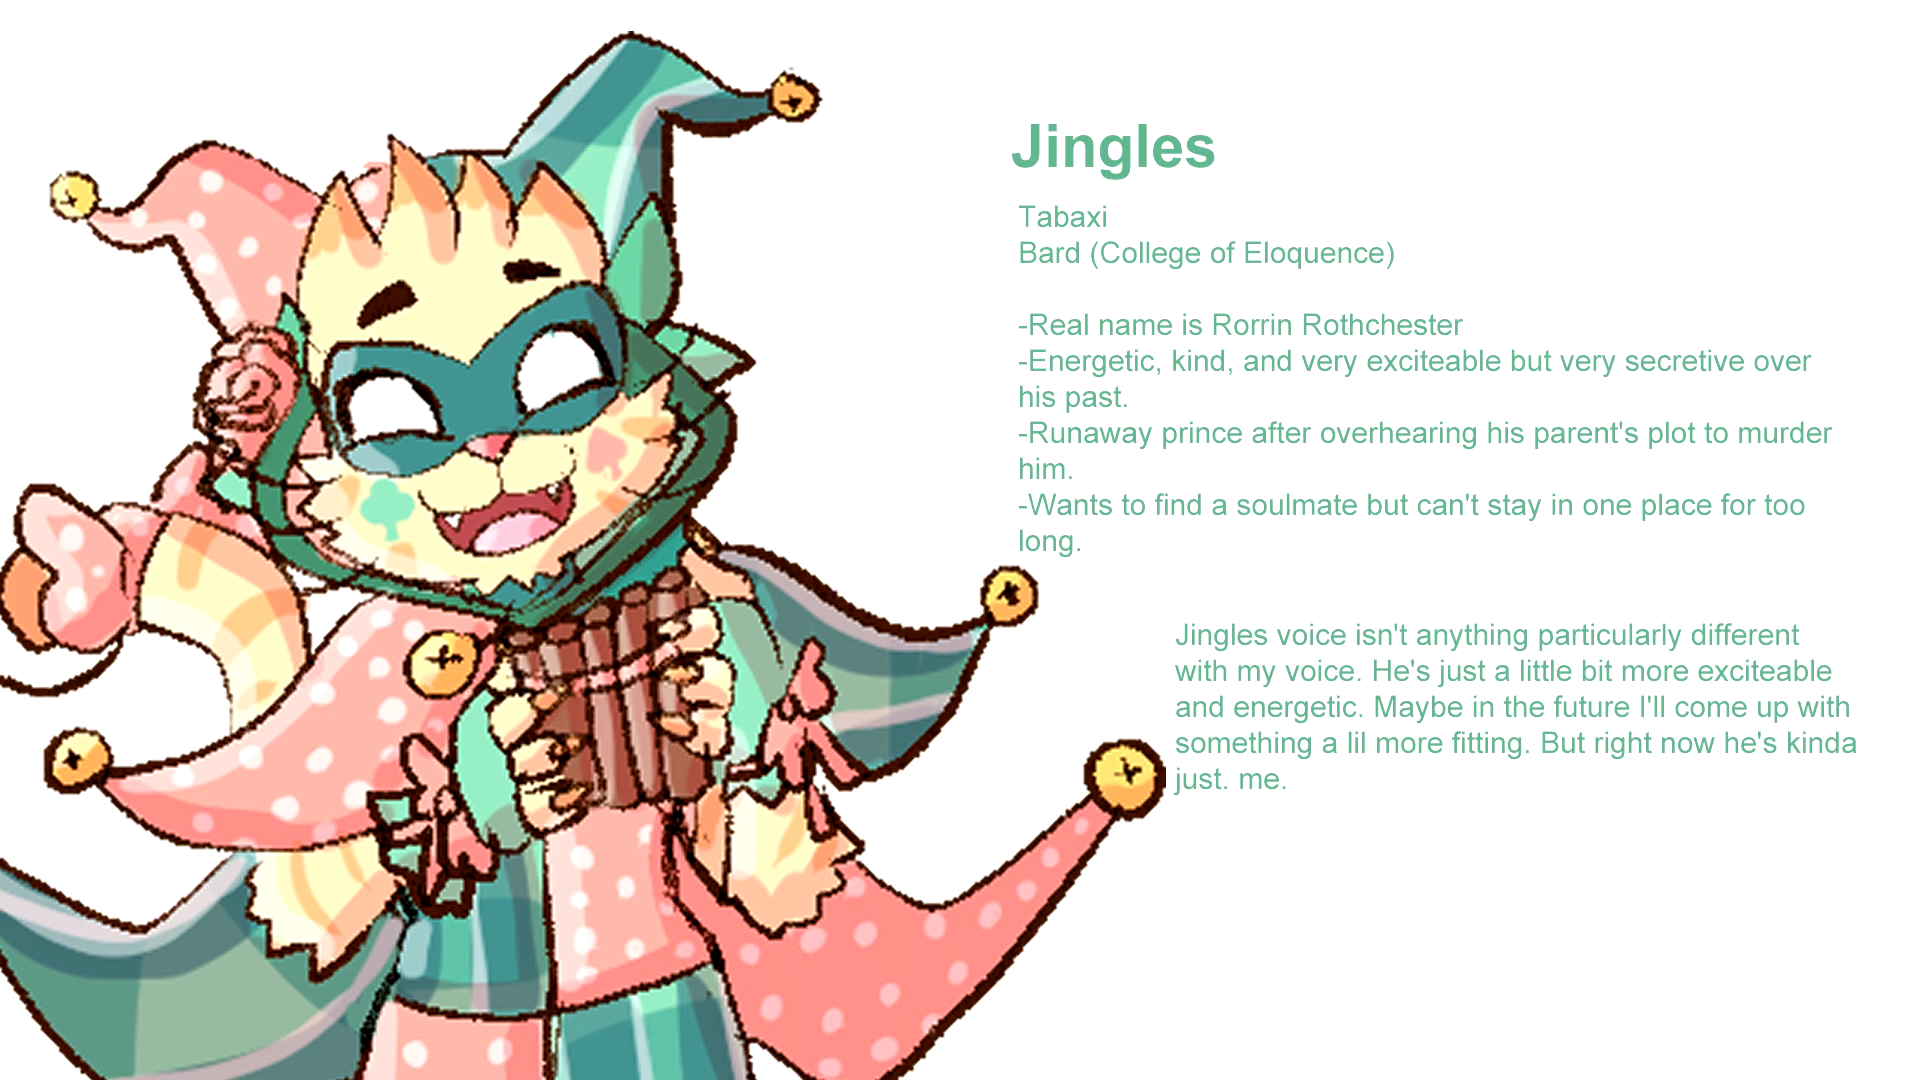 Jingles
Tabaxi
Bard (College of Eloquence)
-Real name is Rorrin Rothchester
-Energetic, kind, and very exciteable but very secretive over
his past.
-Runaway prince after overhearing his parent's plot to murder
him.
-Wants to find a soulmate but can't stay in one place for too
long.
Jingles voice isn't anything particularly different
with my voice. He's just a little bit more exciteable
and energetic. Maybe in the future I'll come up with
something a lil more fitting. But right now he's kinda
just. me.